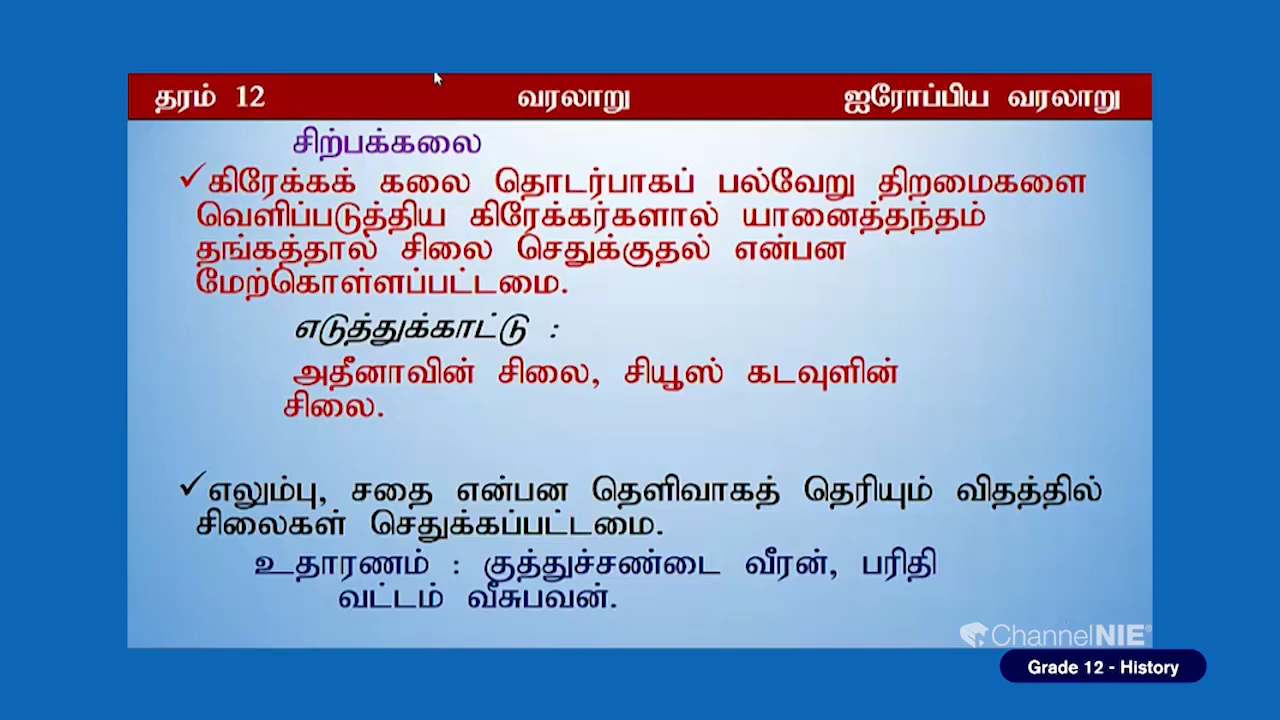 தரம் 12 வரலாறு ஐரோப்பிய வரலாறு
சிற்பக்கலை
✓கிரேக்கக் கலை தொடர்பாகப் பல்வேறு திறமைகளை
வெளிப்படுத்திய கிரேக்கர்களால் யானைத்தந்தம்
தங்கத்தால் சிலை செதுக்குதல் என்பன
மேற்கொள்ளப்பட்டமை.
எடுத்துக்காட்டு :
அதீனாவின் சிலை, சியூஸ் கடவுளின்
சிலை.
✓எலும்பு, சதை என்பன தெளிவாகத் தெரியும் விதத்தில்
சிலைகள் செதுக்கப்பட்டமை.
உதாரணம் : குத்துச்சண்டை வீரன், பரிதி
வட்டம் வீசுபவன்.
ChannelNIE®
Grade 12 - History